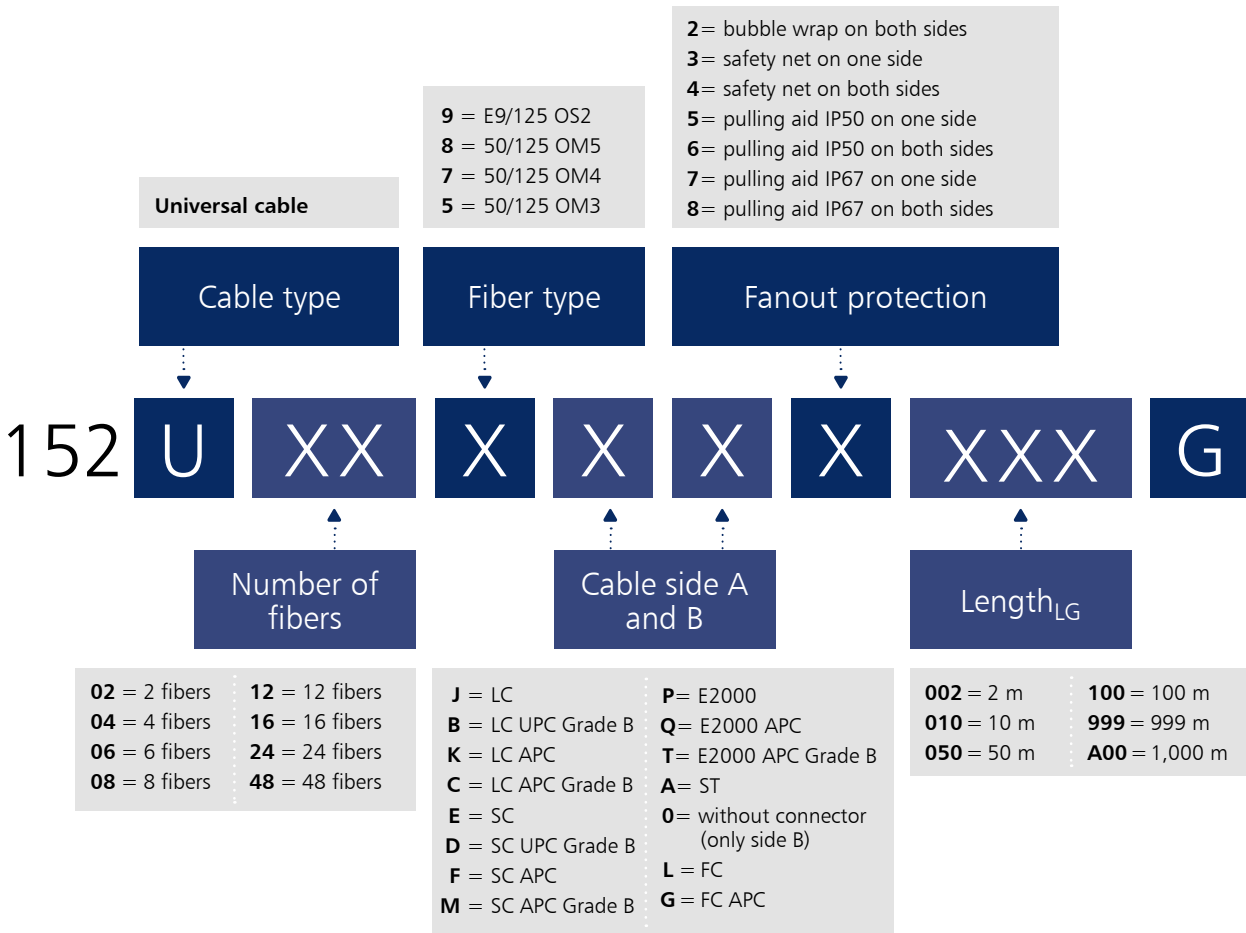 2= bubble wrap on both sides
3= safety net on one side
4= safety net on both sides
5= pulling aid IP50 on one side
6= pulling aid IP50 on both sides
7= pulling aid IP67 on one side
8= pulling aid IP67 on both sides
9 = E9/125 OS2
8 = 50/125 OM5
7 = 50/125 OM4
5 = 50/125 OM3
Universal cable
Cable type
Fiber type
Fanout protection
152 U XX X X X X XXX G
Number of
fibers
Cable side A
and B
Length LG
02 = 2 fibers
04 = 4 fibers
06 = 6 fibers
08 = 8 fibers
12 = 12 fibers
16 = 16 fibers
24 = 24 fibers
48 = 48 fibers
J = LC
B = LC UPC Grade B
K = LC APC
C = LC APC Grade B
E = SC
D = SC UPC Grade B
F = SC APC
M = SC APC Grade B
P= E2000
Q= E2000 APC
T= E2000 APC Grade B
A= ST
0= without connector
(only side B)
L = FC
G = FC APC
002 = 2 m
010 = 10 m
050 = 50 m
100 = 100 m
999 = 999 m
A00 = 1,000 m